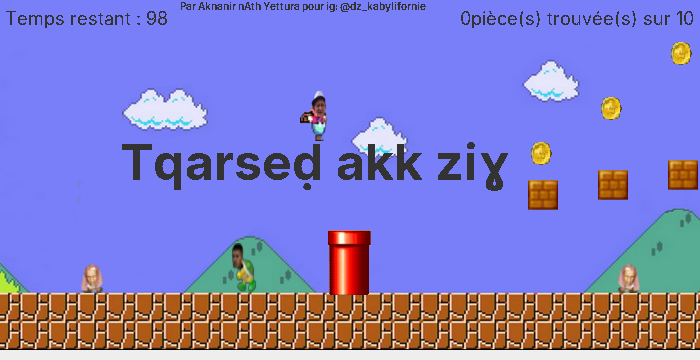 Par Aknanir nAth Yettura pour ig: @dz_kabylifornie
Temps restant : 98
0pièce(s) trouvée(s) sur 10
Tqarseḍ akk ziɣ